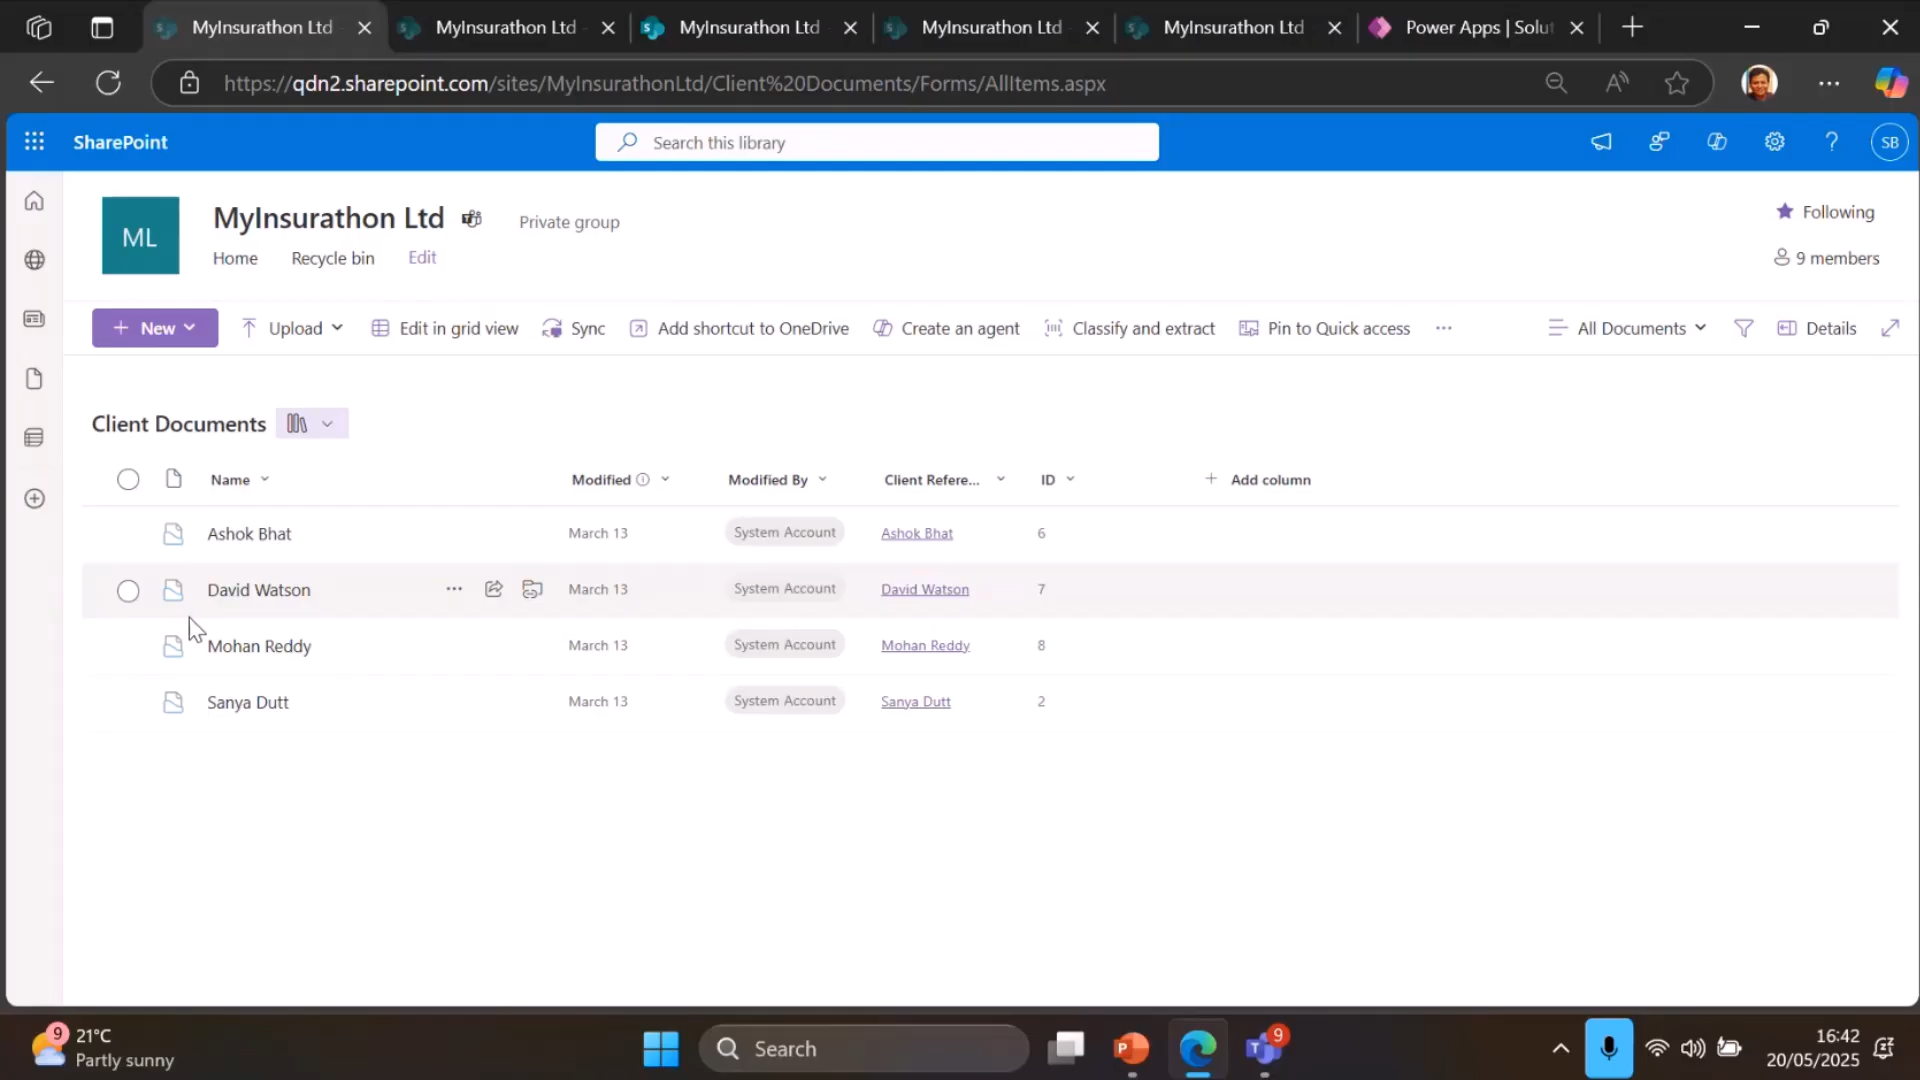 MyInsurathon Ltd
MyInsurathon Ltd
MyInsurathon Ltd
MyInsurathon Ltd
MyInsurathon Ltd
Power Apps | Solut
https://qdn2.sharepoint.com/sites/MyInsurathonLtd/Client%20Documents/Forms/AllItems.aspx
SharePoint
Search this library
SB
ML
MyInsurathon Ltd
Private group
Following
Home
Recycle bin
Edit
9 members
New
Upload
Edit in grid view
Sync
Add shortcut to OneDrive
Create an agent
Classify and extract
Pin to Quick access
All Documents
Details
Client Documents
Name
Modified
Modified By
Client Refere...
ID
Add column
Ashok Bhat
March 13
System Account
Ashok Bhat
6
David Watson
March 13
System Account
David Watson
7
Mohan Reddy
March 13
System Account
Mohan Reddy
8
Sanya Dutt
March 13
System Account
Sanya Dutt
2
9
21°C
Partly sunny
Search
9
16:42
20/05/2025